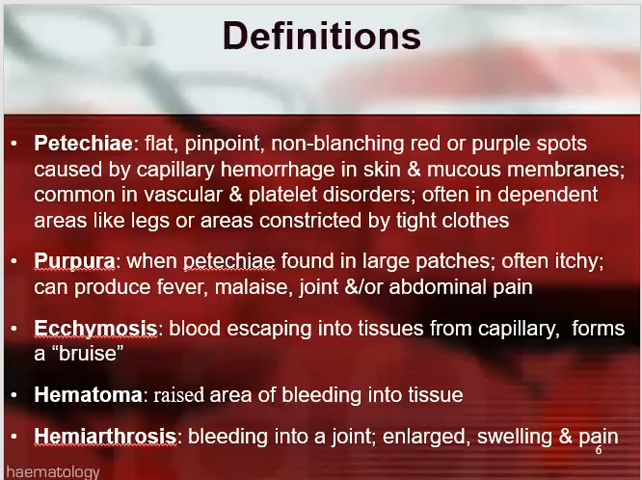 Definitions
• Petechiae: flat, pinpoint, non-blanching red or purple spots
caused by capillary hemorrhage in skin & mucous membranes;
common in vascular & platelet disorders; often in dependent
areas like legs or areas constricted by tight clothes
• Purpura: when petechiae found in large patches; often itchy;
can produce fever, malaise, joint &/or abdominal pain
• Ecchymosis: blood escaping into tissues from capillary,  forms
a “bruise”
• Hematoma: raised area of bleeding into tissue
• Hemiarthrosis: bleeding into a joint; enlarged, swelling & pain
6
haematology